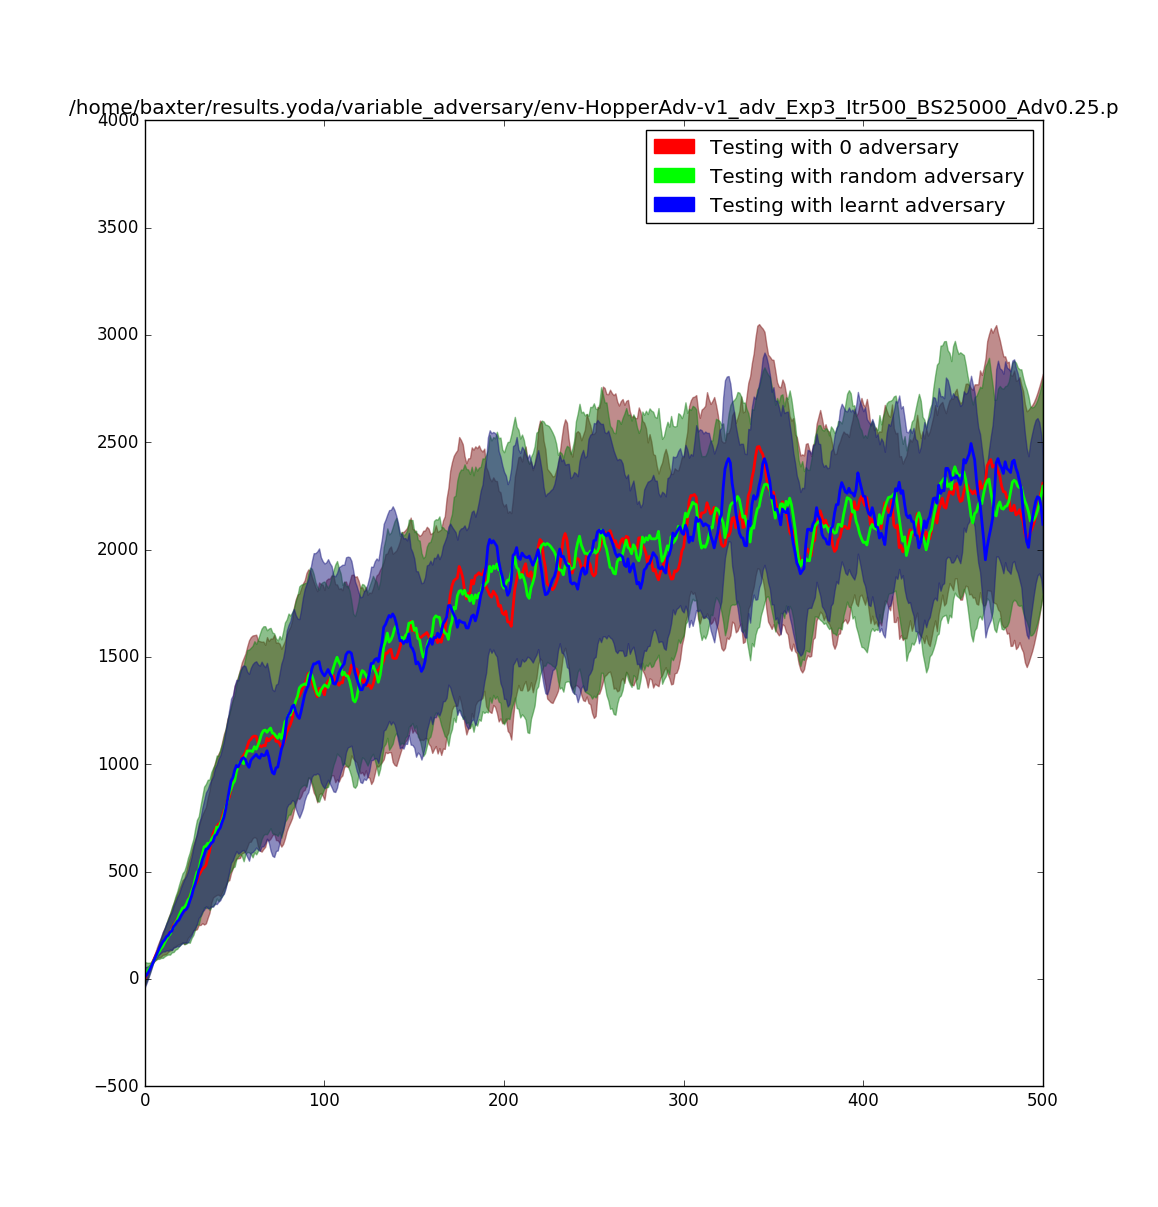 /home/baxter/results.yoda/variable_adversary/env-HopperAdv-v1_adv_Exp3_Itr500_BS25000_Adv0.25.p
4000
Testing with 0 adversary
Testing with random adversary
Testing with learnt adversary
3500
3000
2500
2000
1500
1000
500
0
−500
0 100 200 300 400 500